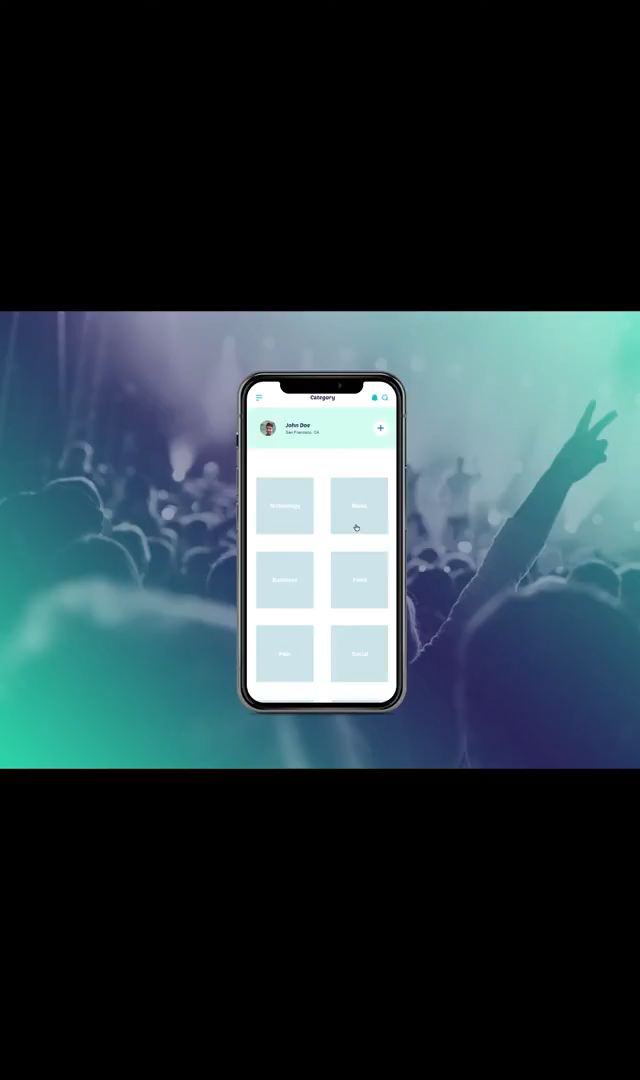 Category
John Doe
San Francisco, CA
Technology
Music
Business
Food
Social